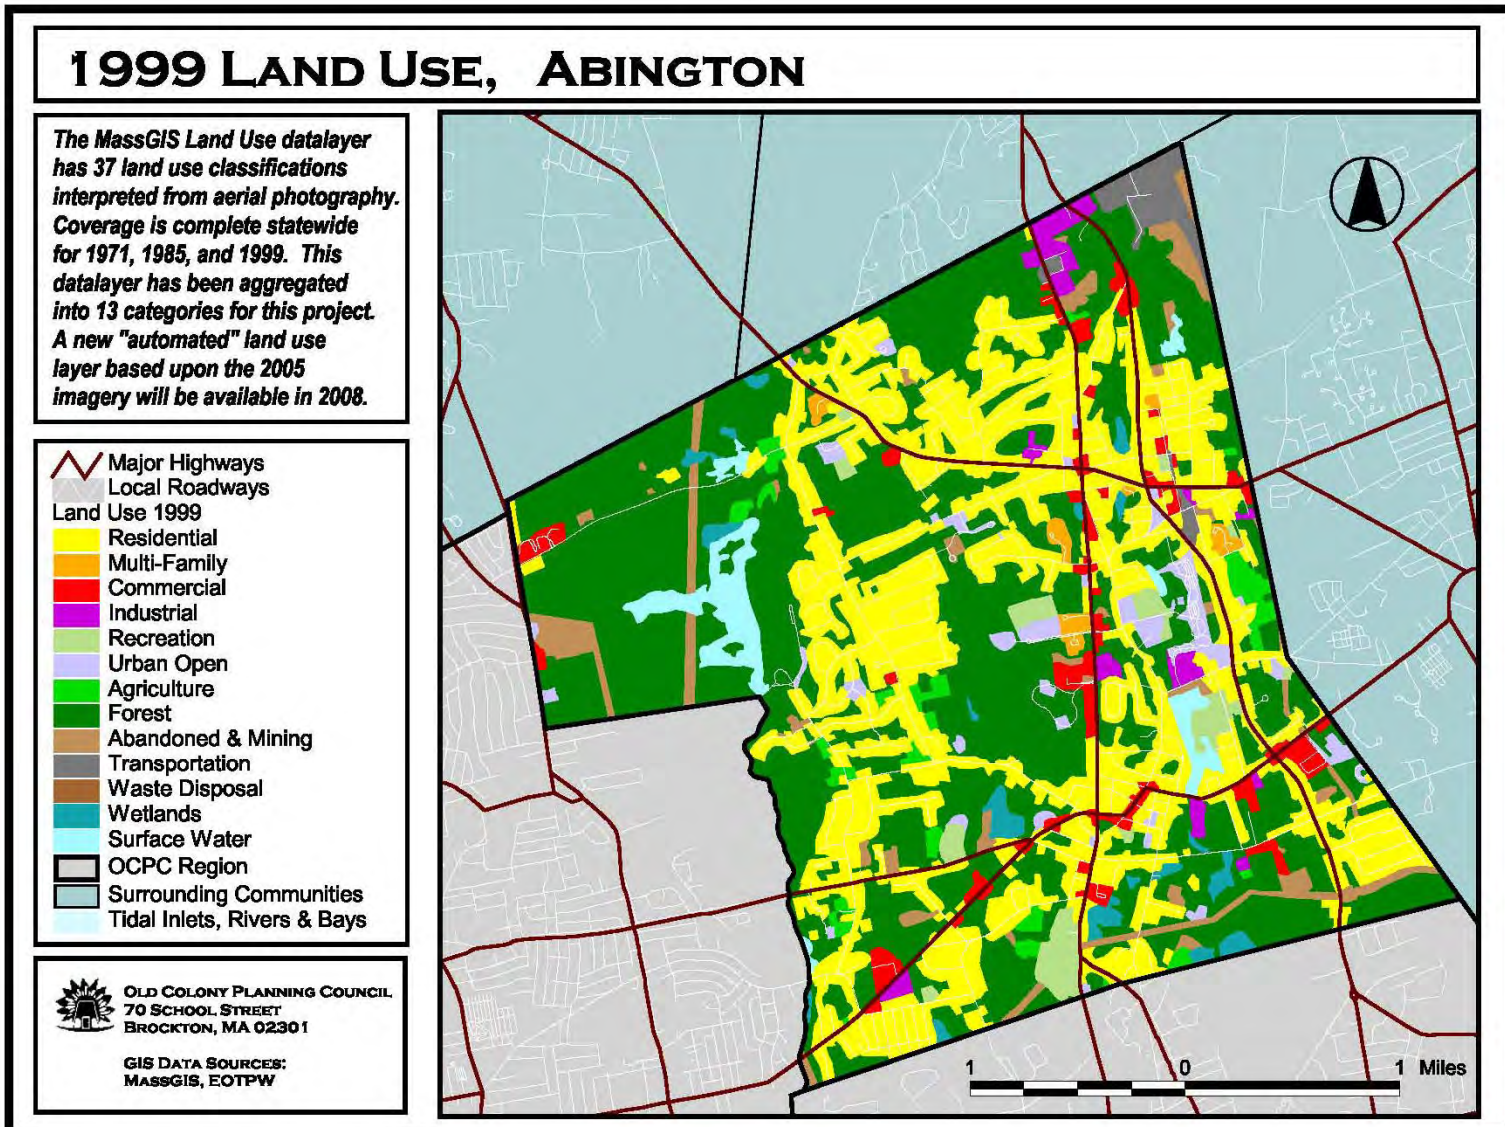 1999 LAND USE, ABINGTON
The MassGIS Land Use datalayer
has 37 land use classifications
interpreted from aerial photography.
Coverage is complete statewide
for 1971, 1985, and 1999. This
datalayer has been aggregated
into 13 categories for this project.
A new "automated" land use
layer based upon the 2005
imagery will be available in 2008.
Major Highways
Local Roadways
Land Use 1999
Residential
Multi-Family
Commercial
Industrial
Recreation
Urban Open
Agriculture
Forest
Abandoned & Mining
Transportation
Waste Disposal
Wetlands
Surface Water
OCPC Region
Surrounding Communities
Tidal Inlets, Rivers & Bays
OLD COLONY PLANNING COUNCIL
70 SCHOOL STREET
BROCKTON, MA 02301
GIS DATA SOURCES:
MASSGIS, EOTPW
1 0 1 Miles